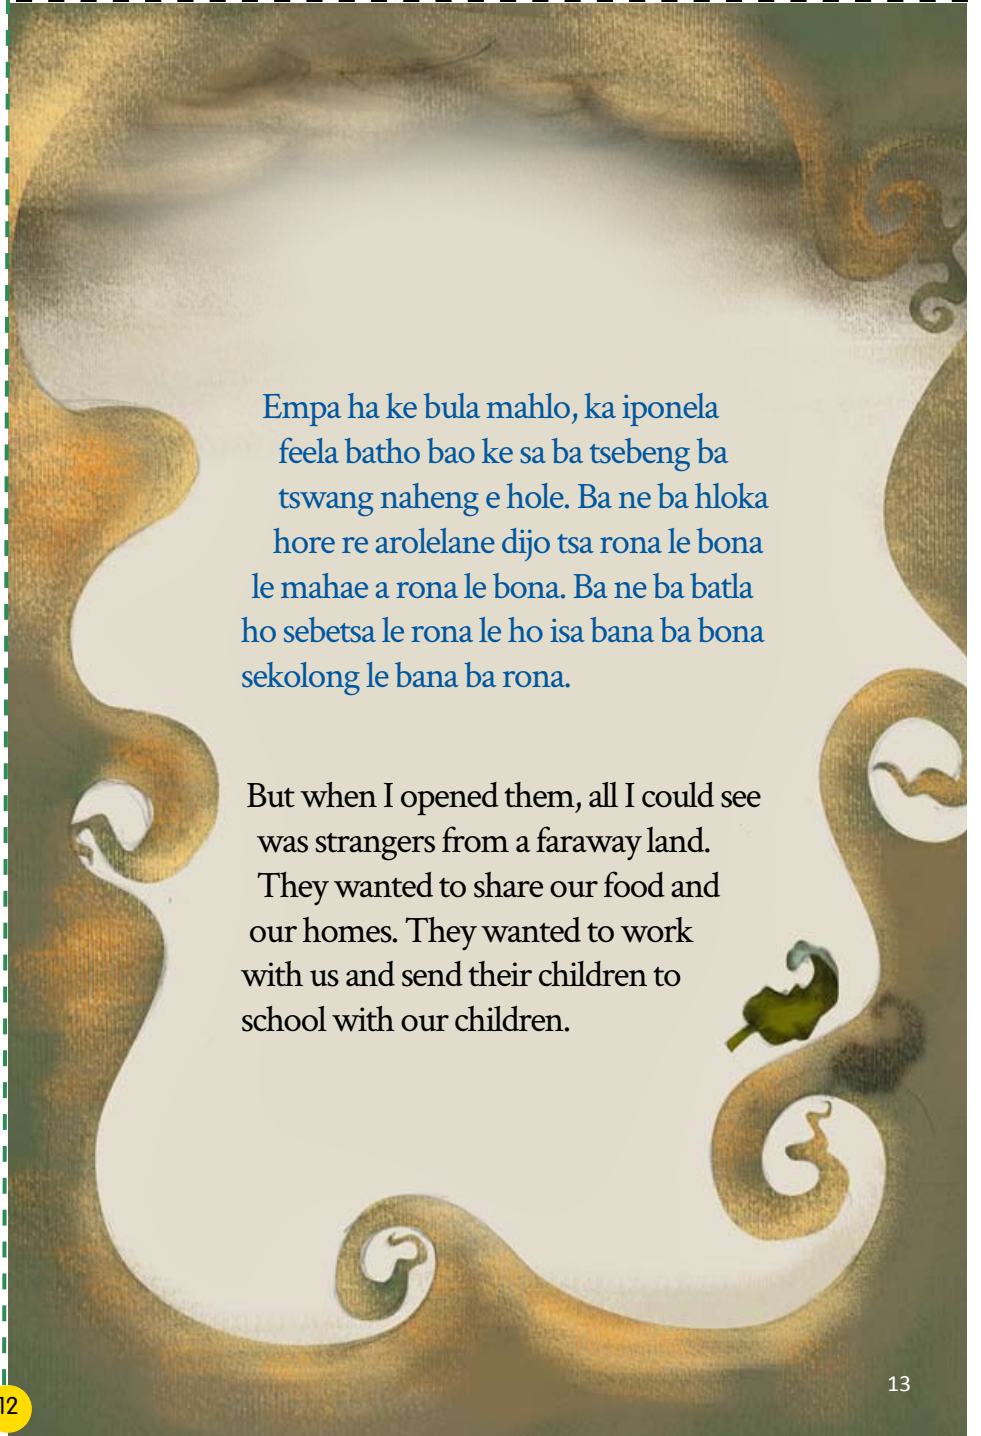 Empa ha ke bula mahlo, ka iponela
feela batho bao ke sa ba tsebeng ba
tswang naheng e hole. Ba ne ba hloka
hore re arolelane dijo tsa rona le bona
le mahae a rona le bona. Ba ne ba batla
ho sebetsa le rona le ho isa bana ba bona
sekolong le bana ba rona.
But when I opened them, all I could see
was strangers from a faraway land.
They wanted to share our food and
our homes. They wanted to work
with us and send their children to
school with our children.
13
12